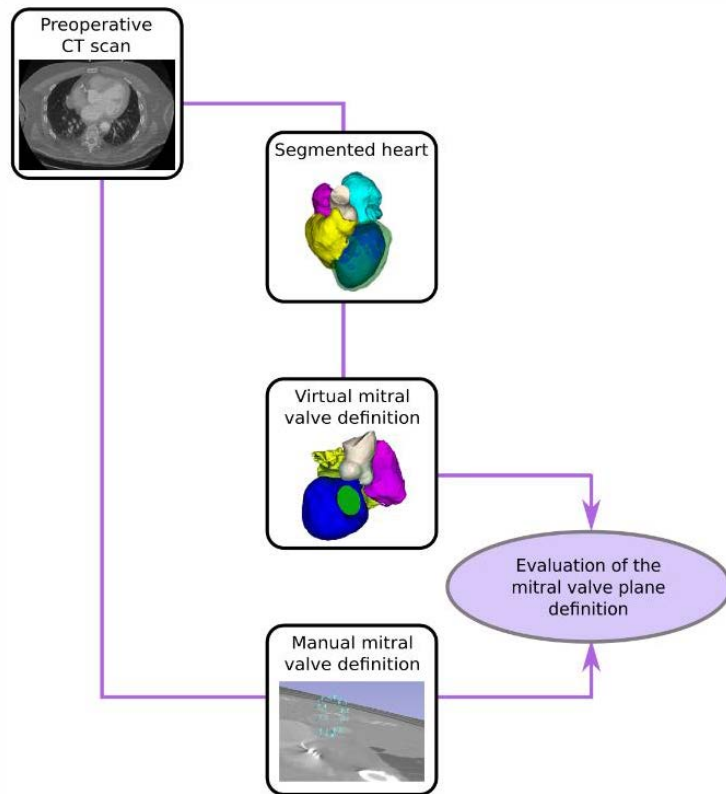 Preoperative
CT scan
Segmented heart
Virtual mitral
valve definition
Evaluation of the
mitral valve plane
definition
Manual mitral
valve definition